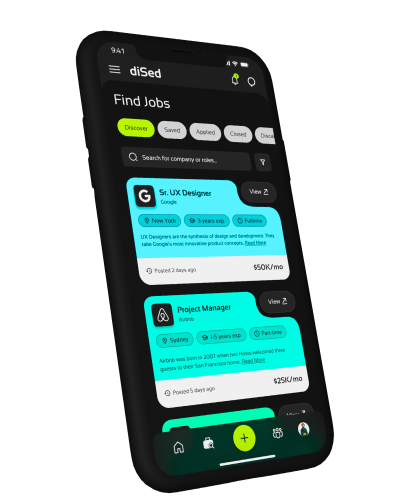 9:41
diSed
Find Jobs
Discover Saved Applied Closed
Search for company or roles..
Sr. UX Designer
Google
View
New York 3 years exp. Fulltime
UX Designers are the synthesis of design and development. They
take Google's most innovative product concepts. Read More
Posted 2 days ago $50K/mo
Project Manager
Airbnb
View
Sydney 1-5 years exp. Part-time
Airbnb was born in 2007 when two Hosts welcomed three
guests to their San Francisco home. Read More
Posted 5 days ago $25K/mo
View